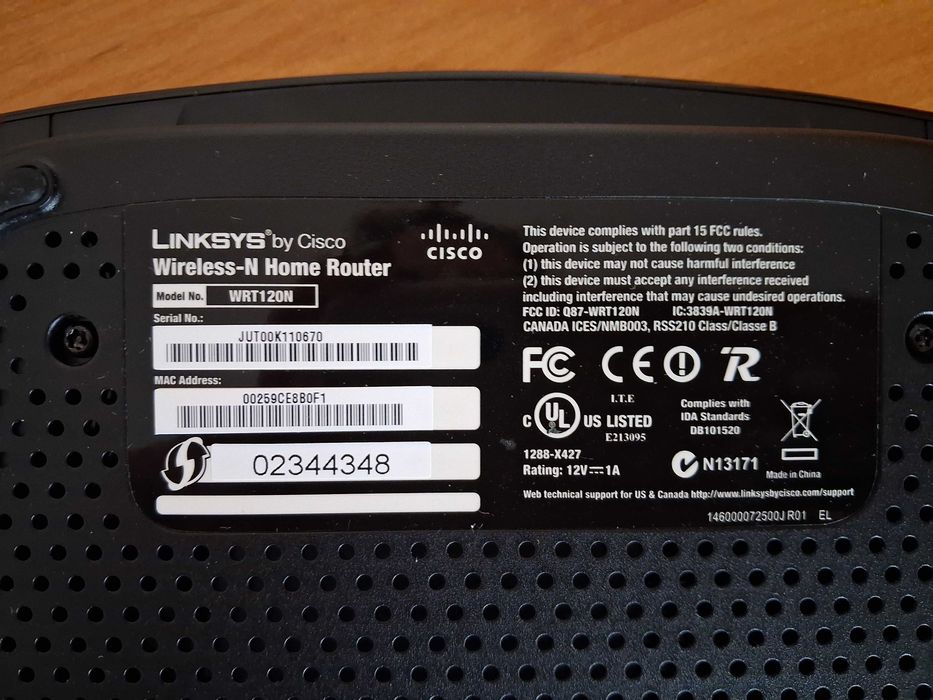 LINKSYS® by Cisco
CISCO
Wireless-N Home Router
Model No. WRT120N
Serial No.:
JUT00K110670
MAC Address:
00259CE8B0F1
02344348
This device complies with part 15 FCC rules.
Operation is subject to the following two conditions:
(1) this device may not cause harmful interference
(2) this device must accept any interference received
including interference that may cause undesired operations.
FCC ID: Q87-WRT120N IC:3839A-WRT120N
CANADA ICES/NMB003, RSS210 Class/Classe B
FC CE R
I.T.E
C UL US LISTED
E213095
Complies with
IDA Standards
DB101520
1288-X427
Rating: 12V⎓1A
N13171
Made in China
Web technical support for US & Canada http://www.linksysbycisco.com/support
146000072500J R01 EL